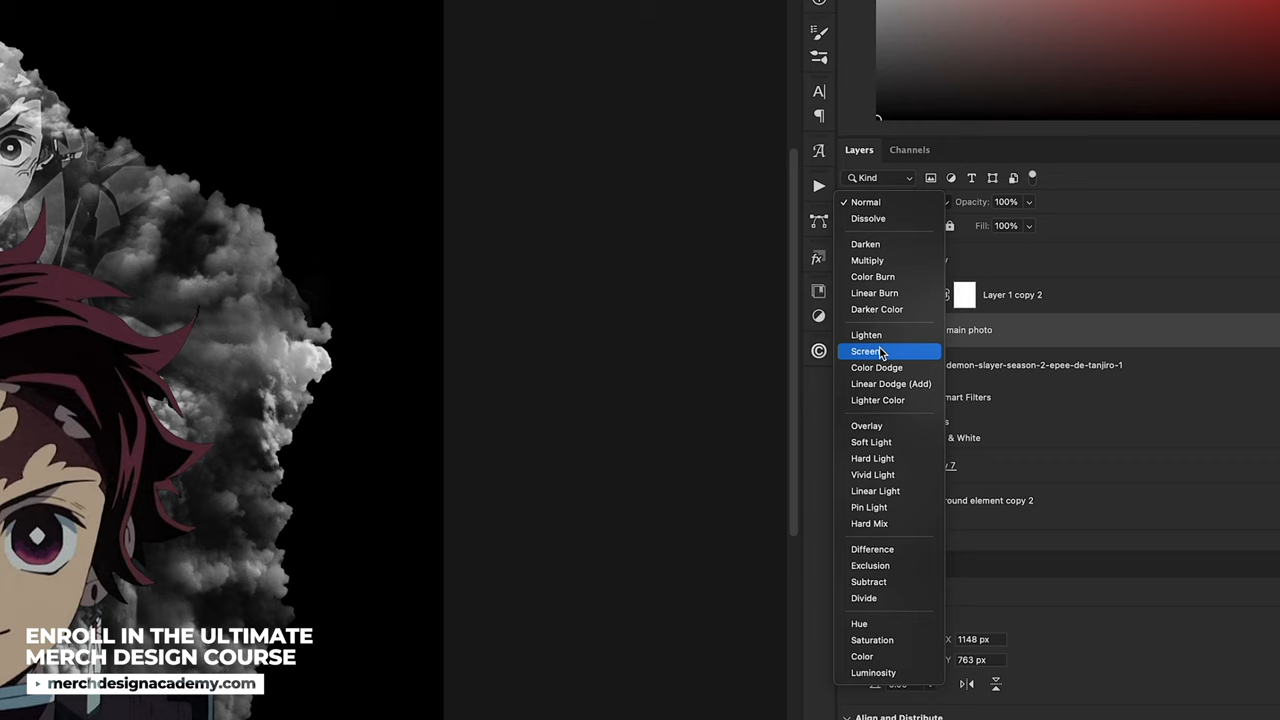 Layers Channels
Kind
Normal
Opacity: 100%
Dissolve
Fill: 100%
Darken
Multiply
Color Burn
Linear Burn
Layer 1 copy 2
Darker Color
main photo
Lighten
Screen
demon-slayer-season-2-epee-de-tanjiro-1
Color Dodge
Linear Dodge (Add)
mart Filters
Lighter Color
s
Overlay
& White
Soft Light
Hard Light
y 7
Vivid Light
Linear Light
ound element copy 2
Pin Light
Hard Mix
Difference
Exclusion
Subtract
Divide
Hue
X 1148 px
Saturation
Color
Y 763 px
Luminosity
Align and Distribute
ENROLL IN THE ULTIMATE
MERCH DESIGN COURSE
merchdesignacademy.com